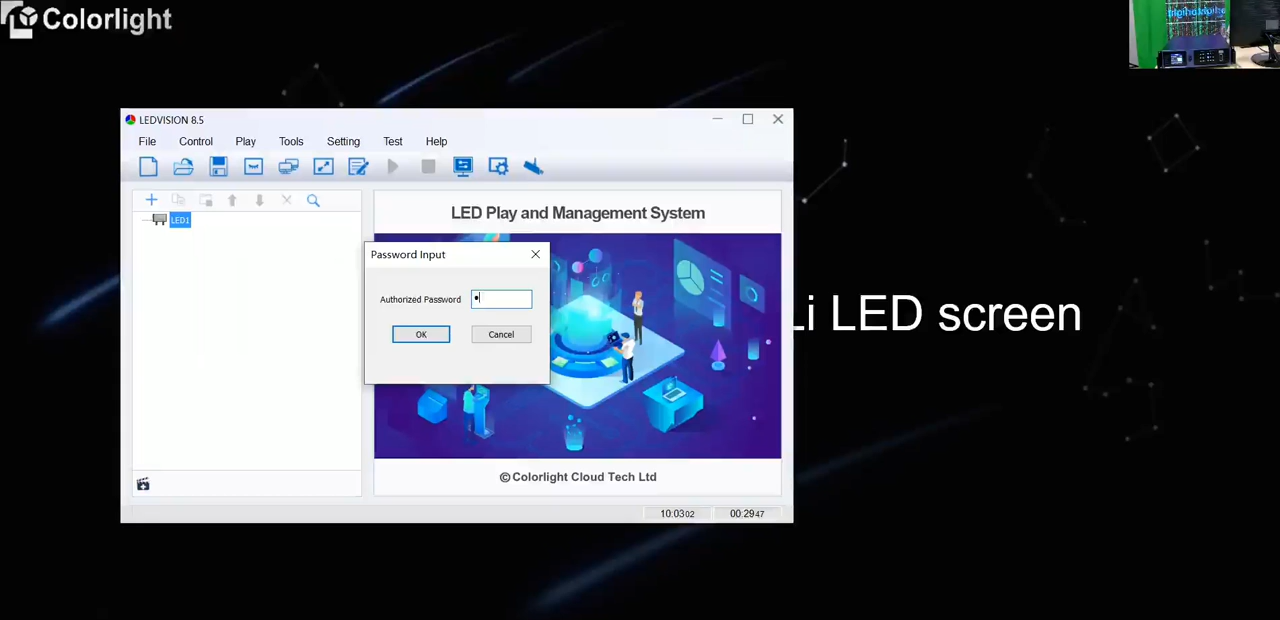 Colorlight
LEDVISION 8.5
File Control Play Tools Setting Test Help
LED1
LED Play and Management System
Password Input
Authorized Password
OK Cancel
Li LED screen
©Colorlight Cloud Tech Ltd
10:03 02 00:29 47